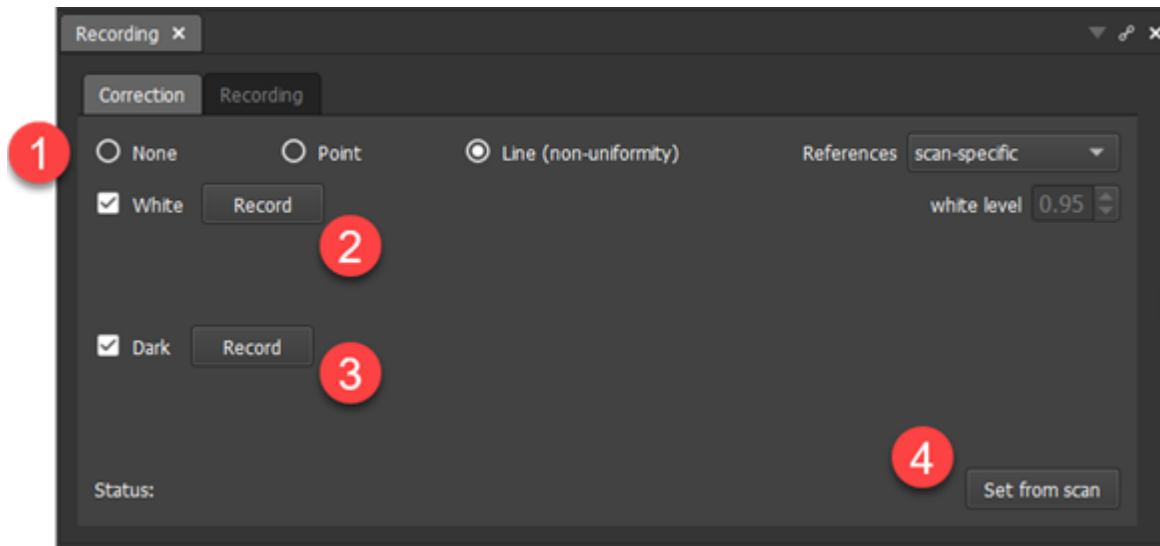 Recording
Correction Recording
1 None Point Line (non-uniformity) References scan-specific
White Record white level 0.95
2
Dark Record
3
4
Status: Set from scan